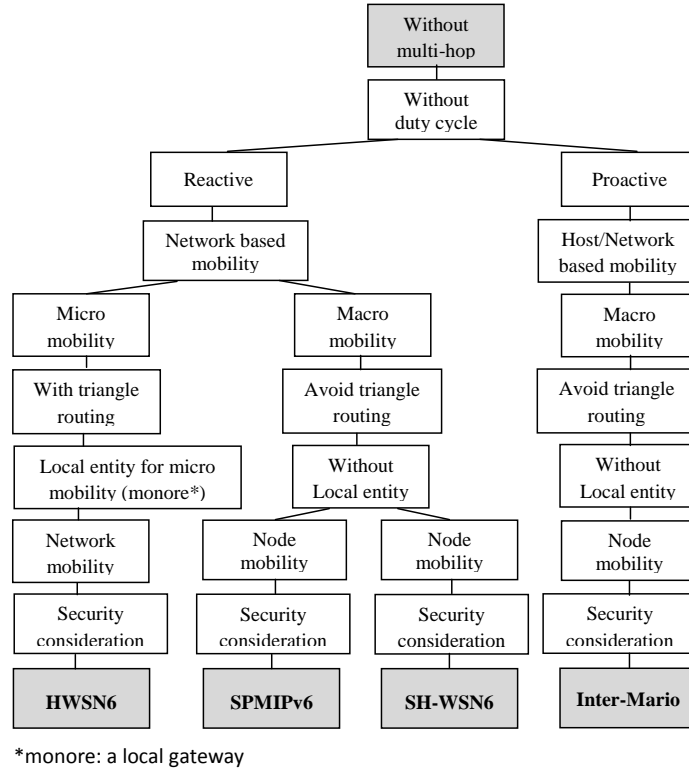 Without
multi-hop
Without
duty cycle
Reactive
Proactive
Network based
mobility
Host/Network
based mobility
Micro
mobility
Macro
mobility
Macro
mobility
With triangle
routing
Avoid triangle
routing
Avoid triangle
routing
Local entity for micro
mobility (monore*)
Without
Local entity
Without
Local entity
Network
mobility
Node
mobility
Node
mobility
Node
mobility
Security
consideration
Security
consideration
Security
consideration
Security
consideration
HWSN6
SPMIPv6
SH-WSN6
Inter-Mario
*monore: a local gateway